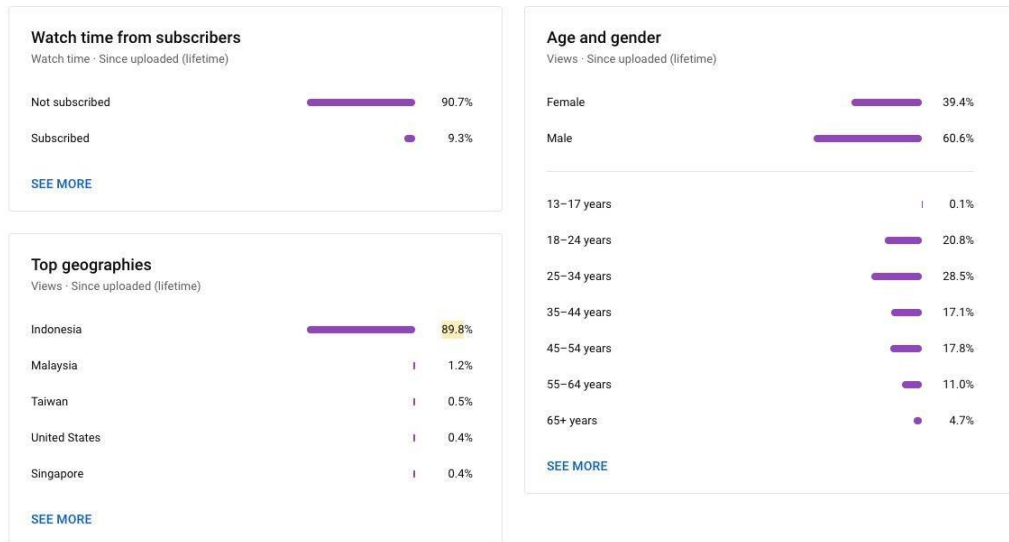 Watch time from subscribers
Watch time · Since uploaded (lifetime)
Not subscribed 90.7%
Subscribed 9.3%
SEE MORE
Top geographies
Views · Since uploaded (lifetime)
Indonesia 89.8%
Malaysia 1.2%
Taiwan 0.5%
United States 0.4%
Singapore 0.4%
SEE MORE
Age and gender
Views · Since uploaded (lifetime)
Female 39.4%
Male 60.6%
13–17 years 0.1%
18–24 years 20.8%
25–34 years 28.5%
35–44 years 17.1%
45–54 years 17.8%
55–64 years 11.0%
65+ years 4.7%
SEE MORE